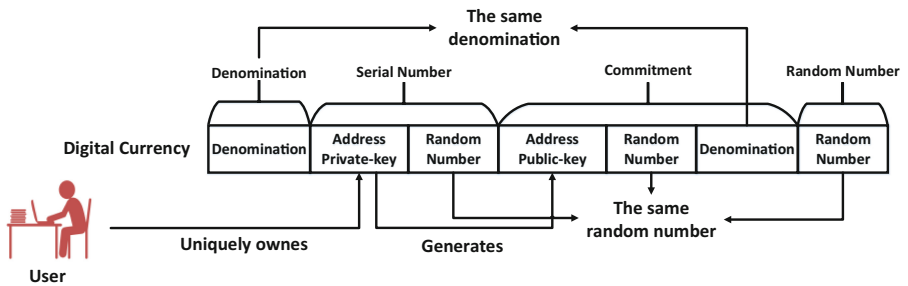 The same
denomination
Denomination
Serial Number
Commitment
Random Number
Digital Currency
Denomination
Address
Private-key
Random
Number
Address
Public-key
Random
Number
Denomination
Random
Number
Uniquely ownes
Generates
The same
random number
User